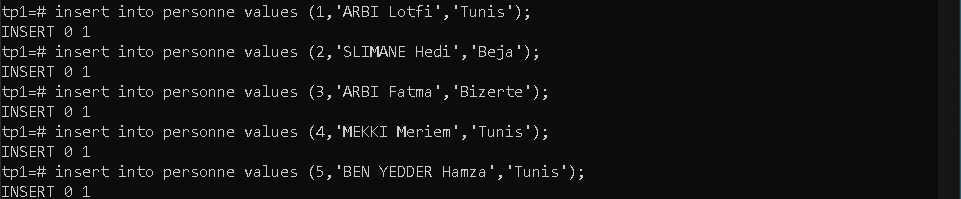 tp1=# insert into personne values (1,'ARBI Lotfi','Tunis');
INSERT 0 1
tp1=# insert into personne values (2,'SLIMANE Hedi','Beja');
INSERT 0 1
tp1=# insert into personne values (3,'ARBI Fatma','Bizerte');
INSERT 0 1
tp1=# insert into personne values (4,'MEKKI Meriem','Tunis');
INSERT 0 1
tp1=# insert into personne values (5,'BEN YEDDER Hamza','Tunis');
INSERT 0 1